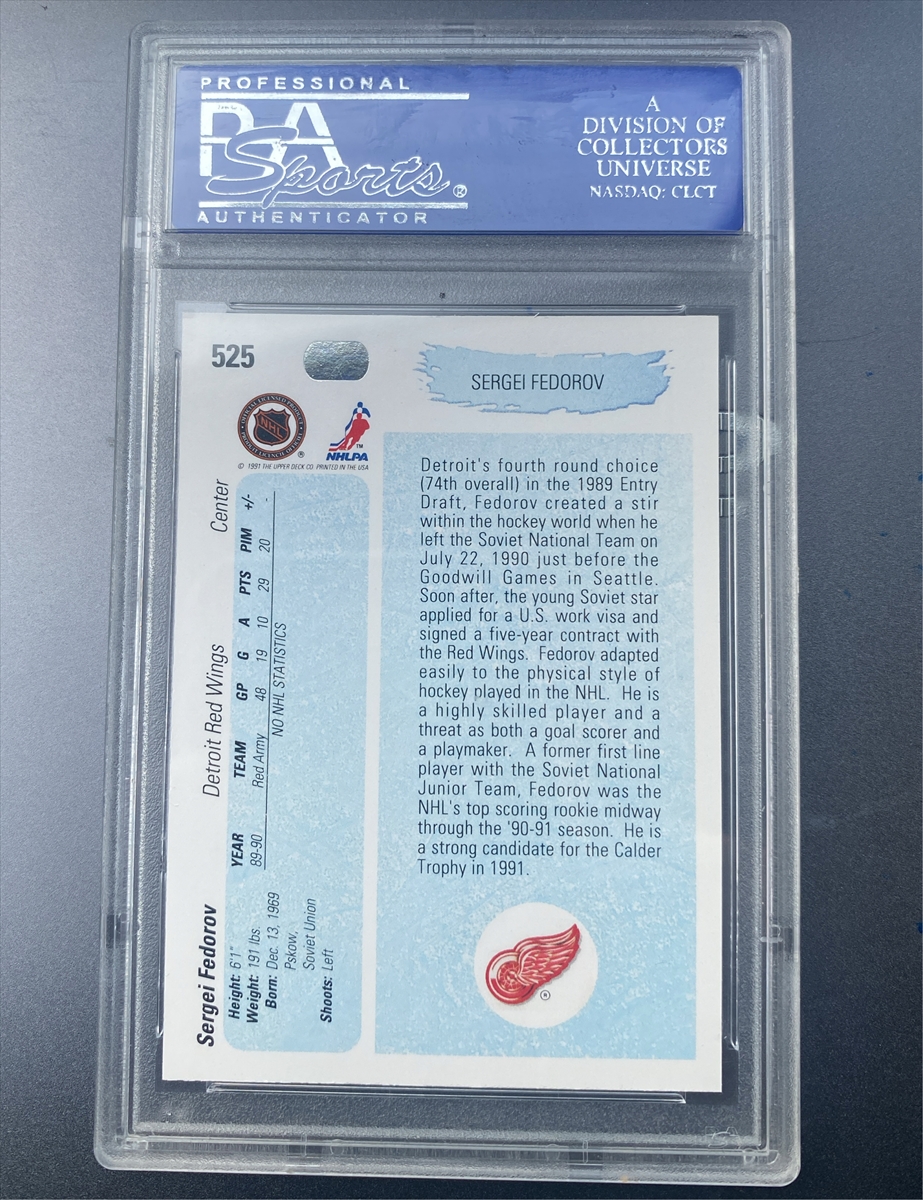 PROFESSIONAL
PSA
Sports®
AUTHENTICATOR
A
DIVISION OF
COLLECTORS
UNIVERSE
NASDAQ: CLCT
525
SERGEI FEDOROV
NHL
®
NHLPA
TM
© 1991 THE UPPER DECK CO. PRINTED IN THE USA
Sergei Fedorov Detroit Red Wings Center
Height: 6'1"
Weight: 191 lbs.
Born: Dec. 13, 1969
Pskow,
Soviet Union
Shoots: Left
YEAR TEAM GP G A PTS PIM +/-
89-90 Red Army 48 19 10 29 20 -
NO NHL STATISTICS
Detroit's fourth round choice
(74th overall) in the 1989 Entry
Draft, Fedorov created a stir
within the hockey world when he
left the Soviet National Team on
July 22, 1990 just before the
Goodwill Games in Seattle.
Soon after, the young Soviet star
applied for a U.S. work visa and
signed a five-year contract with
the Red Wings. Fedorov adapted
easily to the physical style of
hockey played in the NHL. He is
a highly skilled player and a
threat as both a goal scorer and
a playmaker. A former first line
player with the Soviet National
Junior Team, Fedorov was the
NHL's top scoring rookie midway
through the '90-91 season. He is
a strong candidate for the Calder
Trophy in 1991.
®